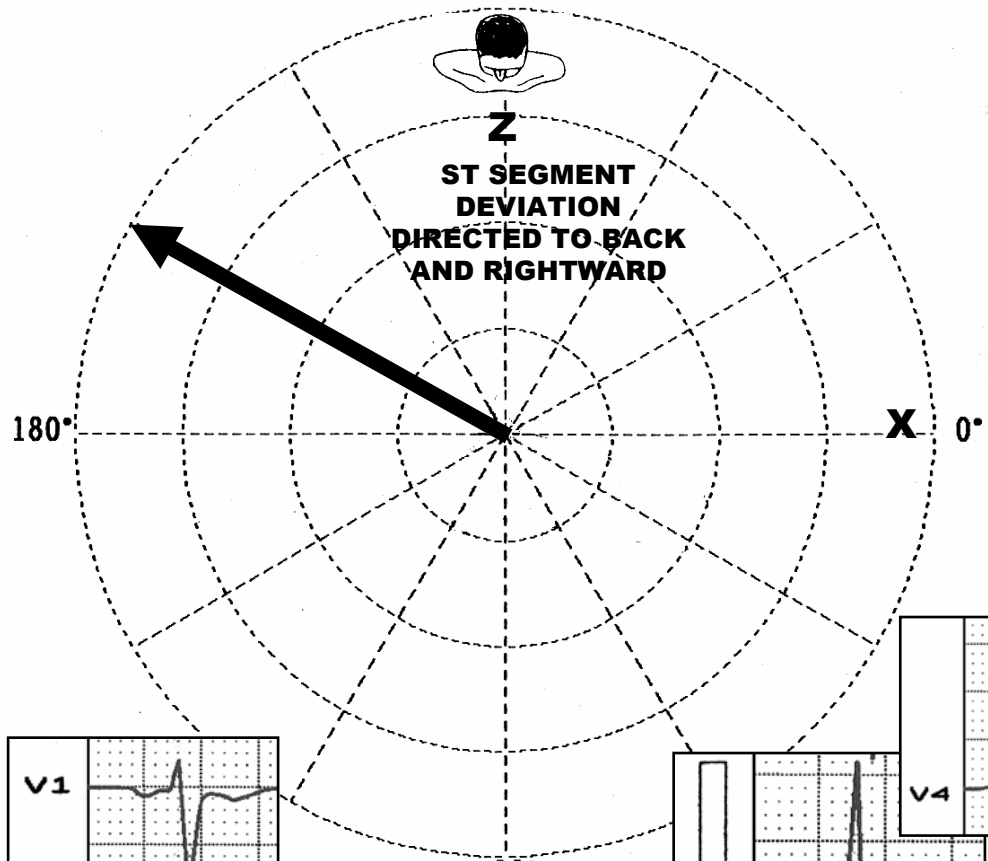 Z
ST SEGMENT
DEVIATION
DIRECTED TO BACK
AND RIGHTWARD
180°
X
0°
V1
V4